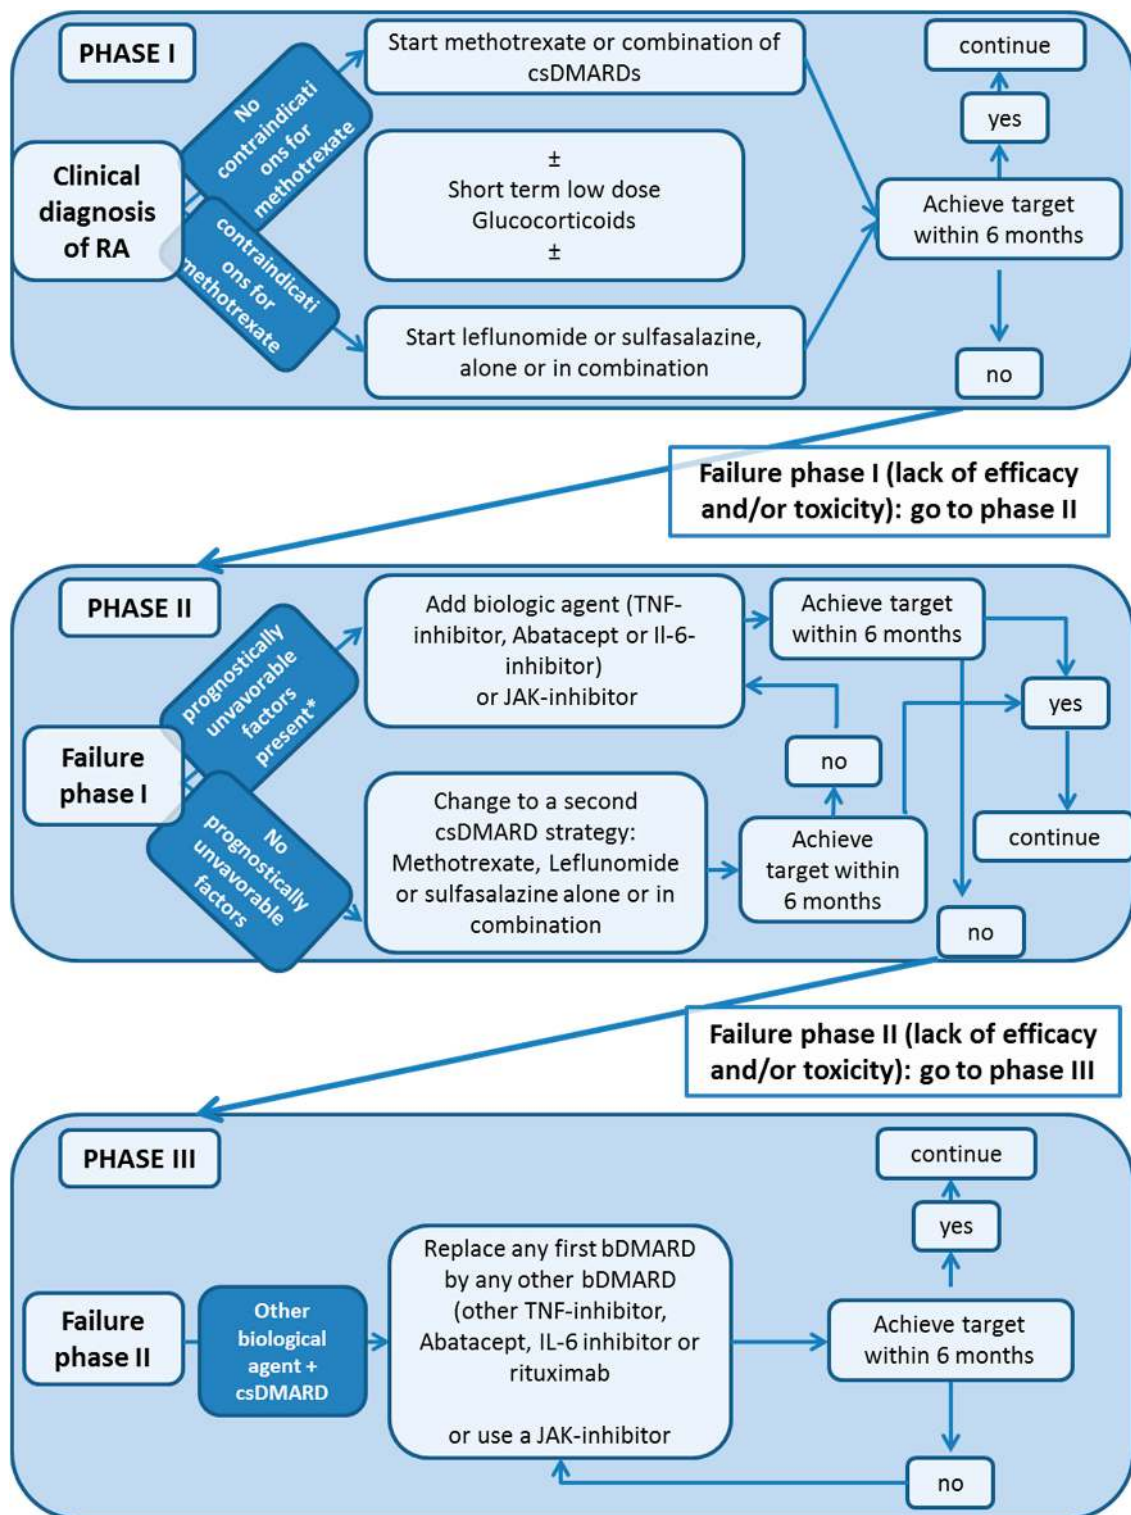 PHASE I
No
contraindicati
ons for
methotrexate
Start methotrexate or combination of
csDMARDs
continue
yes
Clinical
diagnosis
of RA
±
Short term low dose
Glucocorticoids
±
Achieve target
within 6 months
contraindicati
ons for
methotrexate
Start leflunomide or sulfasalazine,
alone or in combination
no
Failure phase I (lack of efficacy
and/or toxicity): go to phase II
PHASE II
prognostically
unvavorable
factors
present*
Add biologic agent (TNF-
inhibitor, Abatacept or Il-6-
inhibitor)
or JAK-inhibitor
Achieve target
within 6 months
yes
Failure
phase I
no
No
prognostically
unvavorable
factors
Change to a second
csDMARD strategy:
Methotrexate, Leflunomide
or sulfasalazine alone or in
combination
Achieve
target within
6 months
continue
no
Failure phase II (lack of efficacy
and/or toxicity): go to phase III
PHASE III
continue
yes
Failure
phase II
Other
biological
agent +
csDMARD
Replace any first bDMARD
by any other bDMARD
(other TNF-inhibitor,
Abatacept, IL-6 inhibitor or
rituximab
or use a JAK-inhibitor
Achieve target
within 6 months
no